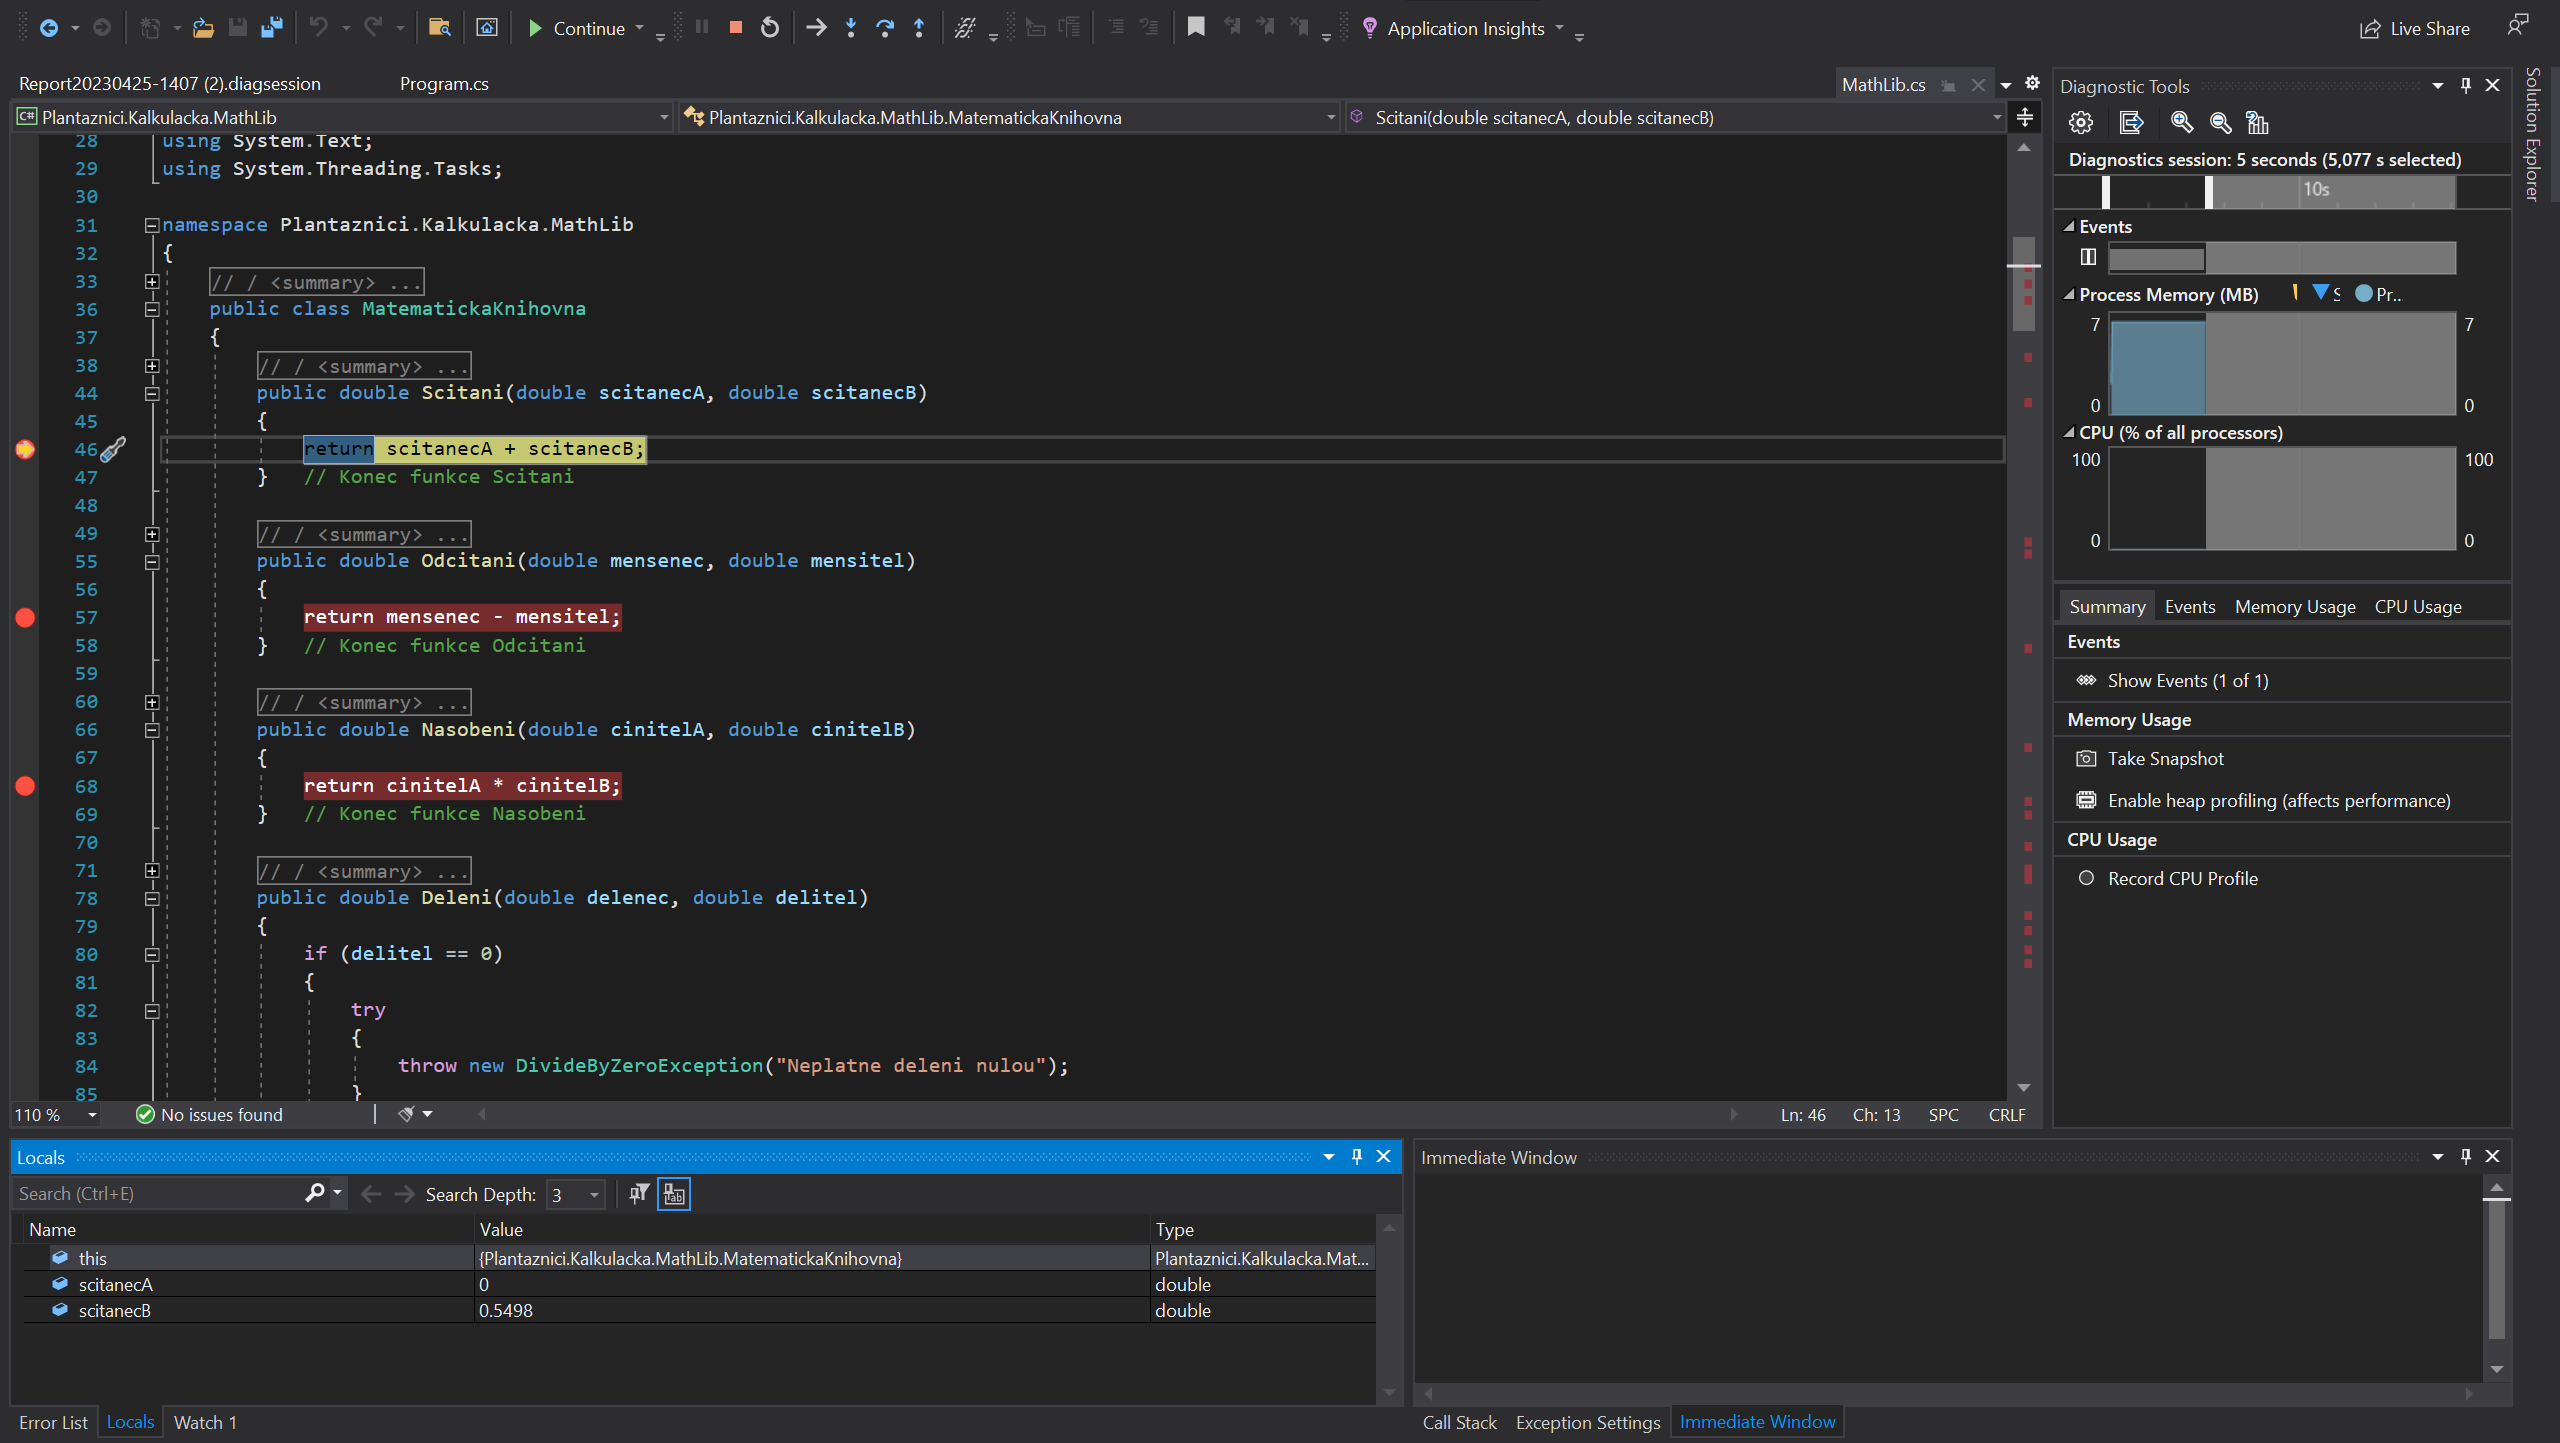 Continue
Application Insights
Live Share
Report20230425-1407 (2).diagsession
Program.cs
MathLib.cs
C# Plantaznici.Kalkulacka.MathLib
Plantaznici.Kalkulacka.MathLib.MatematickaKnihovna
Scitani(double scitanecA, double scitanecB)
28 using System.Text;
29 using System.Threading.Tasks;
30
31 namespace Plantaznici.Kalkulacka.MathLib
32 {
33 // / <summary> ...
36 public class MatematickaKnihovna
37 {
38 // / <summary> ...
44 public double Scitani(double scitanecA, double scitanecB)
45 {
46 return scitanecA + scitanecB;
47 } // Konec funkce Scitani
48
49 // / <summary> ...
55 public double Odcitani(double mensenec, double mensitel)
56 {
57 return mensenec - mensitel;
58 } // Konec funkce Odcitani
59
60 // / <summary> ...
66 public double Nasobeni(double cinitelA, double cinitelB)
67 {
68 return cinitelA * cinitelB;
69 } // Konec funkce Nasobeni
70
71 // / <summary> ...
78 public double Deleni(double delenec, double delitel)
79 {
80 if (delitel == 0)
81 {
82 try
83 {
84 throw new DivideByZeroException("Neplatne deleni nulou");
85 }
110 %
No issues found
Ln: 46
Ch: 13
SPC
CRLF
Diagnostic Tools
Diagnostics session: 5 seconds (5,077 s selected)
10s
Events
Process Memory (MB)
S
Pr...
7
7
0
0
CPU (% of all processors)
100
100
0
0
Summary
Events
Memory Usage
CPU Usage
Events
Show Events (1 of 1)
Memory Usage
Take Snapshot
Enable heap profiling (affects performance)
CPU Usage
Record CPU Profile
Solution Explorer
Locals
Search (Ctrl+E)
Search Depth:
3
Name Value Type
this {Plantaznici.Kalkulacka.MathLib.MatematickaKnihovna} Plantaznici.Kalkulacka.Mat...
scitanecA 0 double
scitanecB 0.5498 double
Error List
Locals
Watch 1
Immediate Window
Call Stack
Exception Settings
Immediate Window